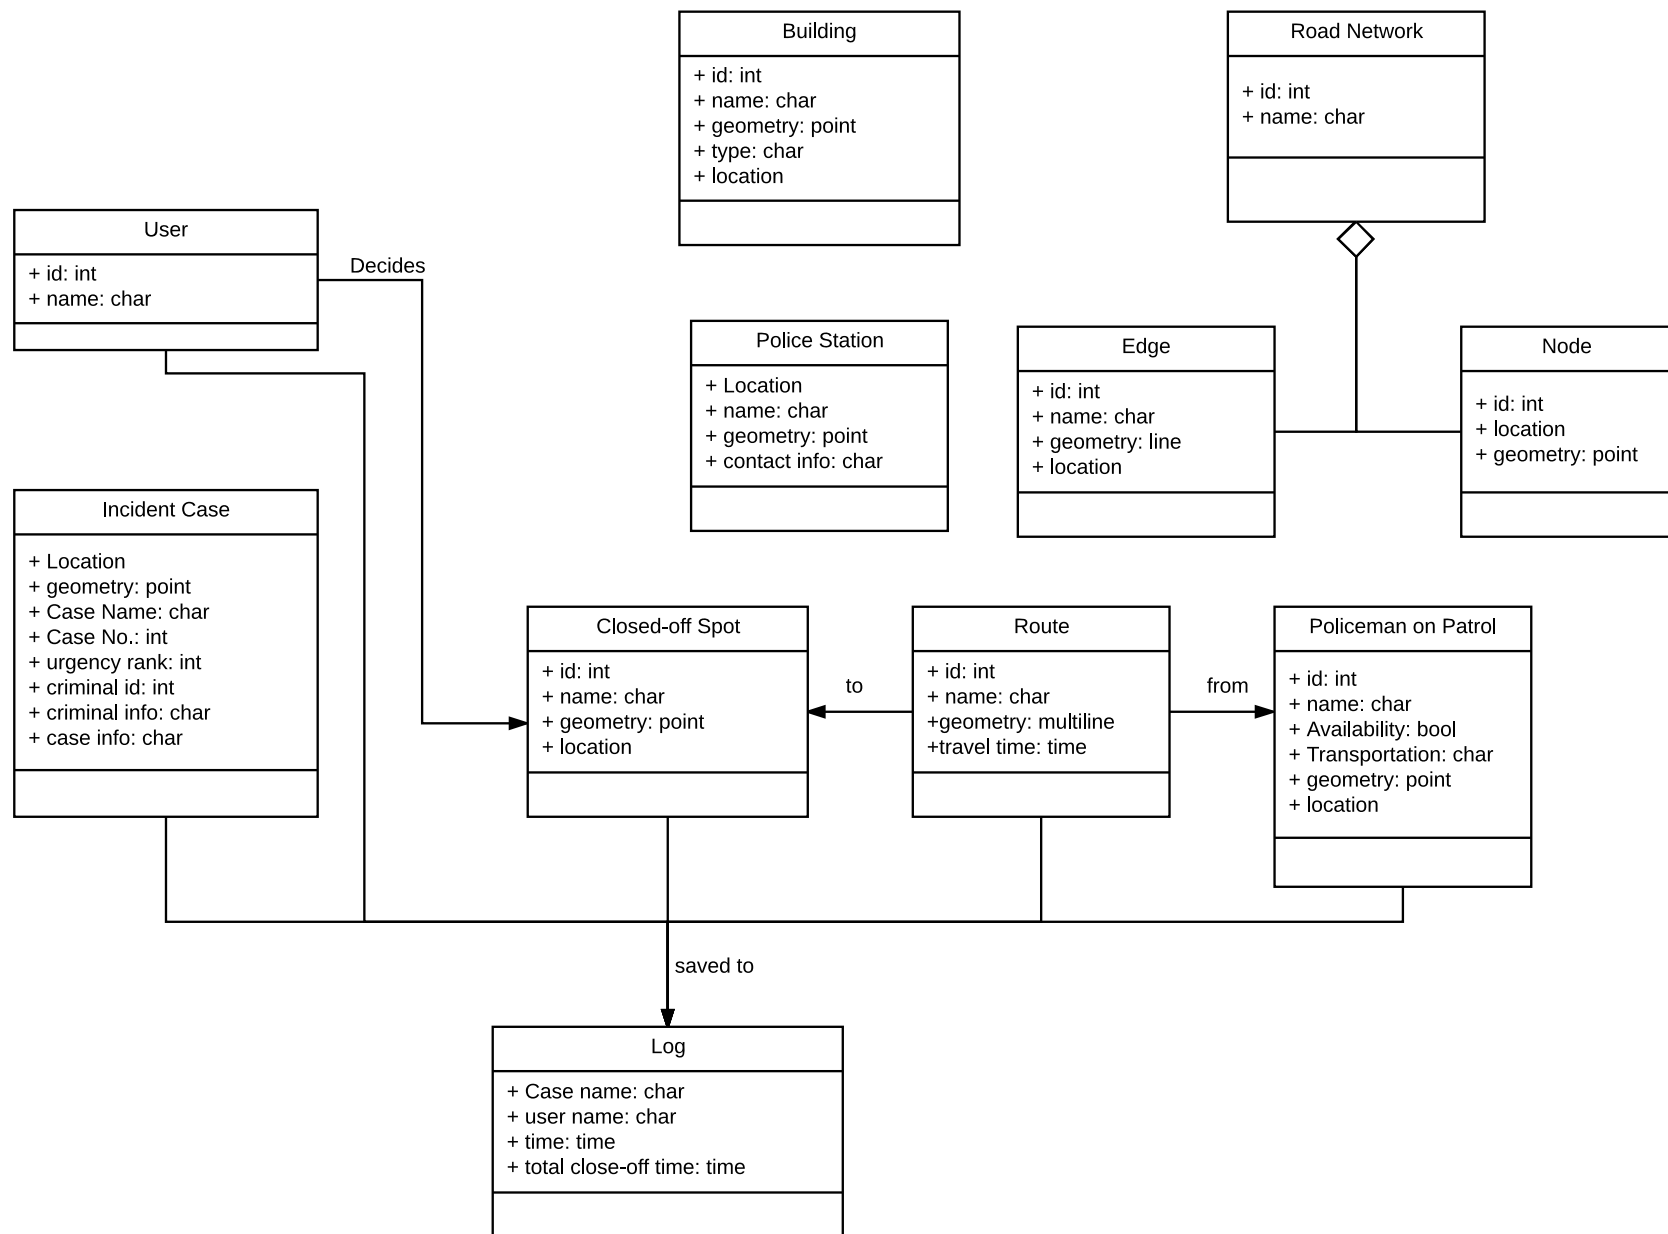 Building
+ id: int
+ name: char
+ geometry: point
+ type: char
+ location
Road Network
+ id: int
+ name: char
User
+ id: int
+ name: char
Decides
Police Station
+ Location
+ name: char
+ geometry: point
+ contact info: char
Edge
+ id: int
+ name: char
+ geometry: line
+ location
Node
+ id: int
+ location
+ geometry: point
Incident Case
+ Location
+ geometry: point
+ Case Name: char
+ Case No.: int
+ urgency rank: int
+ criminal id: int
+ criminal info: char
+ case info: char
Closed-off Spot
+ id: int
+ name: char
+ geometry: point
+ location
to
Route
+ id: int
+ name: char
+geometry: multiline
+travel time: time
from
Policeman on Patrol
+ id: int
+ name: char
+ Availability: bool
+ Transportation: char
+ geometry: point
+ location
saved to
Log
+ Case name: char
+ user name: char
+ time: time
+ total close-off time: time